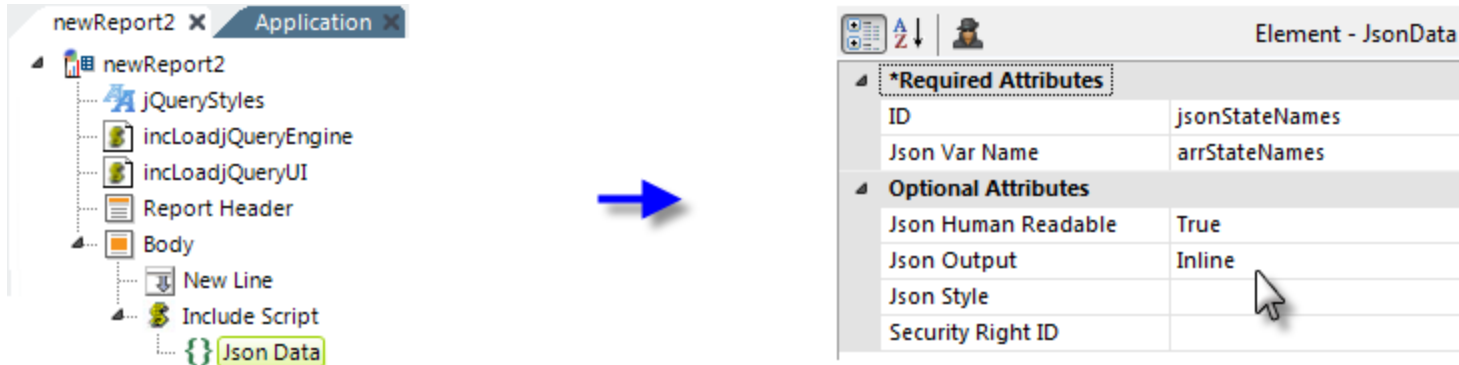 newReport2
Application
newReport2
jQueryStyles
incLoadjQueryEngine
incLoadjQueryUI
Report Header
Body
New Line
Include Script
{} Json Data
A
Z
Element - JsonData
*Required Attributes
ID jsonStateNames
Json Var Name arrStateNames
Optional Attributes
Json Human Readable True
Json Output Inline
Json Style
Security Right ID